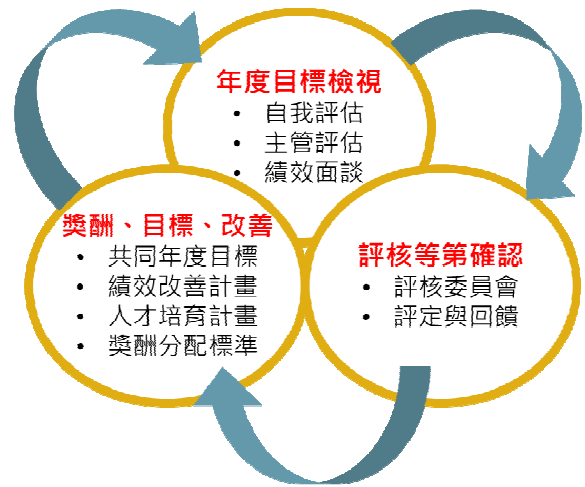 年度目標檢視
• 自我評估
• 主管評估
• 績效面談
獎酬、目標、改善
• 共同年度目標
• 績效改善計畫
• 人才培育計畫
• 獎酬分配標準
評核等第確認
• 評核委員會
• 評定與回饋